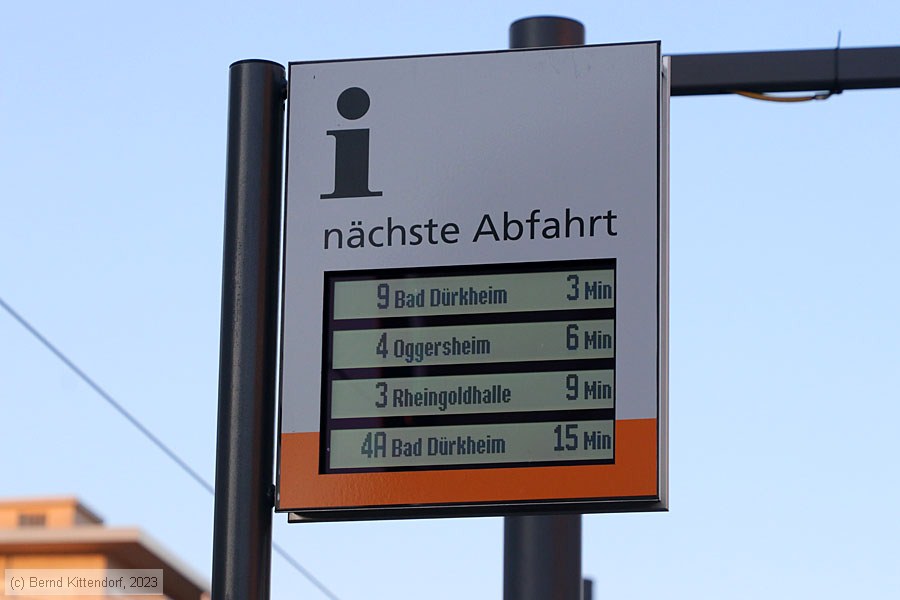 i
nächste Abfahrt
9 Bad Dürkheim 3 Min
4 Oggersheim 6 Min
3 Rheingoldhalle 9 Min
4A Bad Dürkheim 15 Min
(c) Bernd Kittendorf, 2023